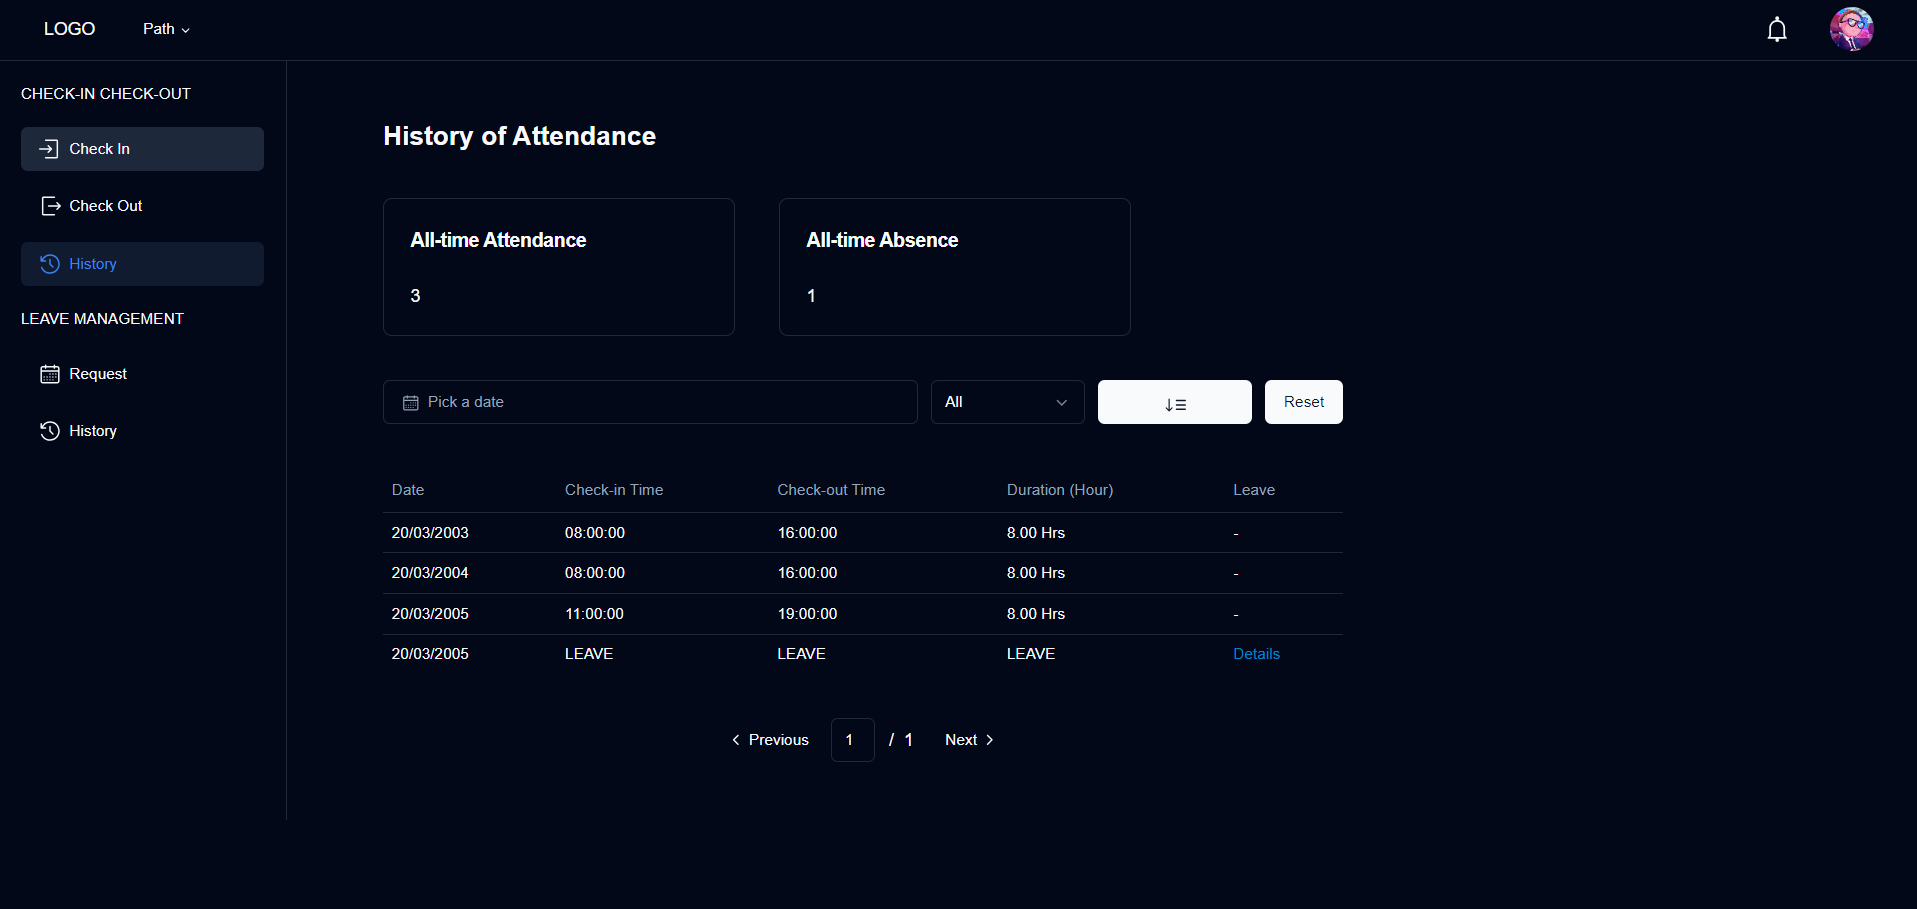 LOGO Path
CHECK-IN CHECK-OUT
Check In
Check Out
History
LEAVE MANAGEMENT
Request
History
History of Attendance
All-time Attendance
3
All-time Absence
1
Pick a date All Reset
Date Check-in Time Check-out Time Duration (Hour) Leave
20/03/2003 08:00:00 16:00:00 8.00 Hrs -
20/03/2004 08:00:00 16:00:00 8.00 Hrs -
20/03/2005 11:00:00 19:00:00 8.00 Hrs -
20/03/2005 LEAVE LEAVE LEAVE Details
Previous 1 / 1 Next